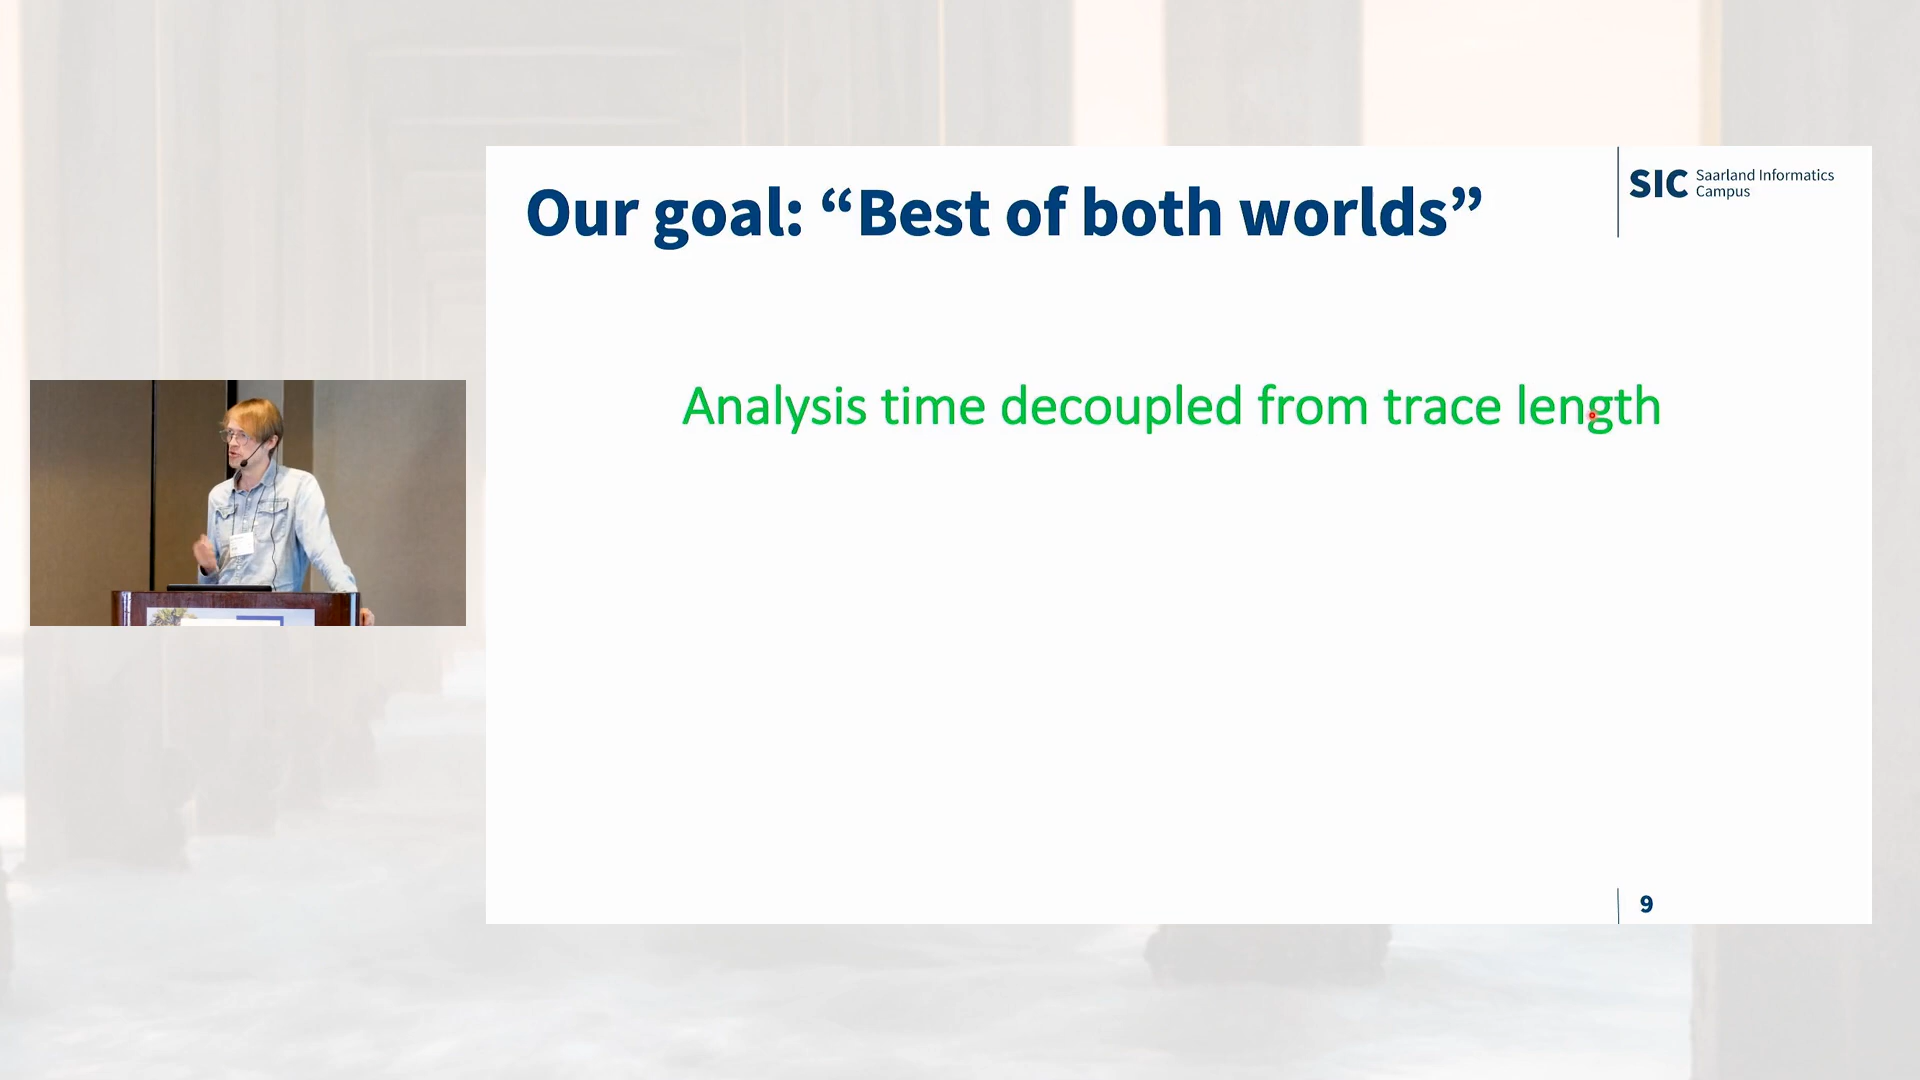 Our goal: “Best of both worlds”
SIC Saarland Informatics
Campus
Analysis time decoupled from trace length
9